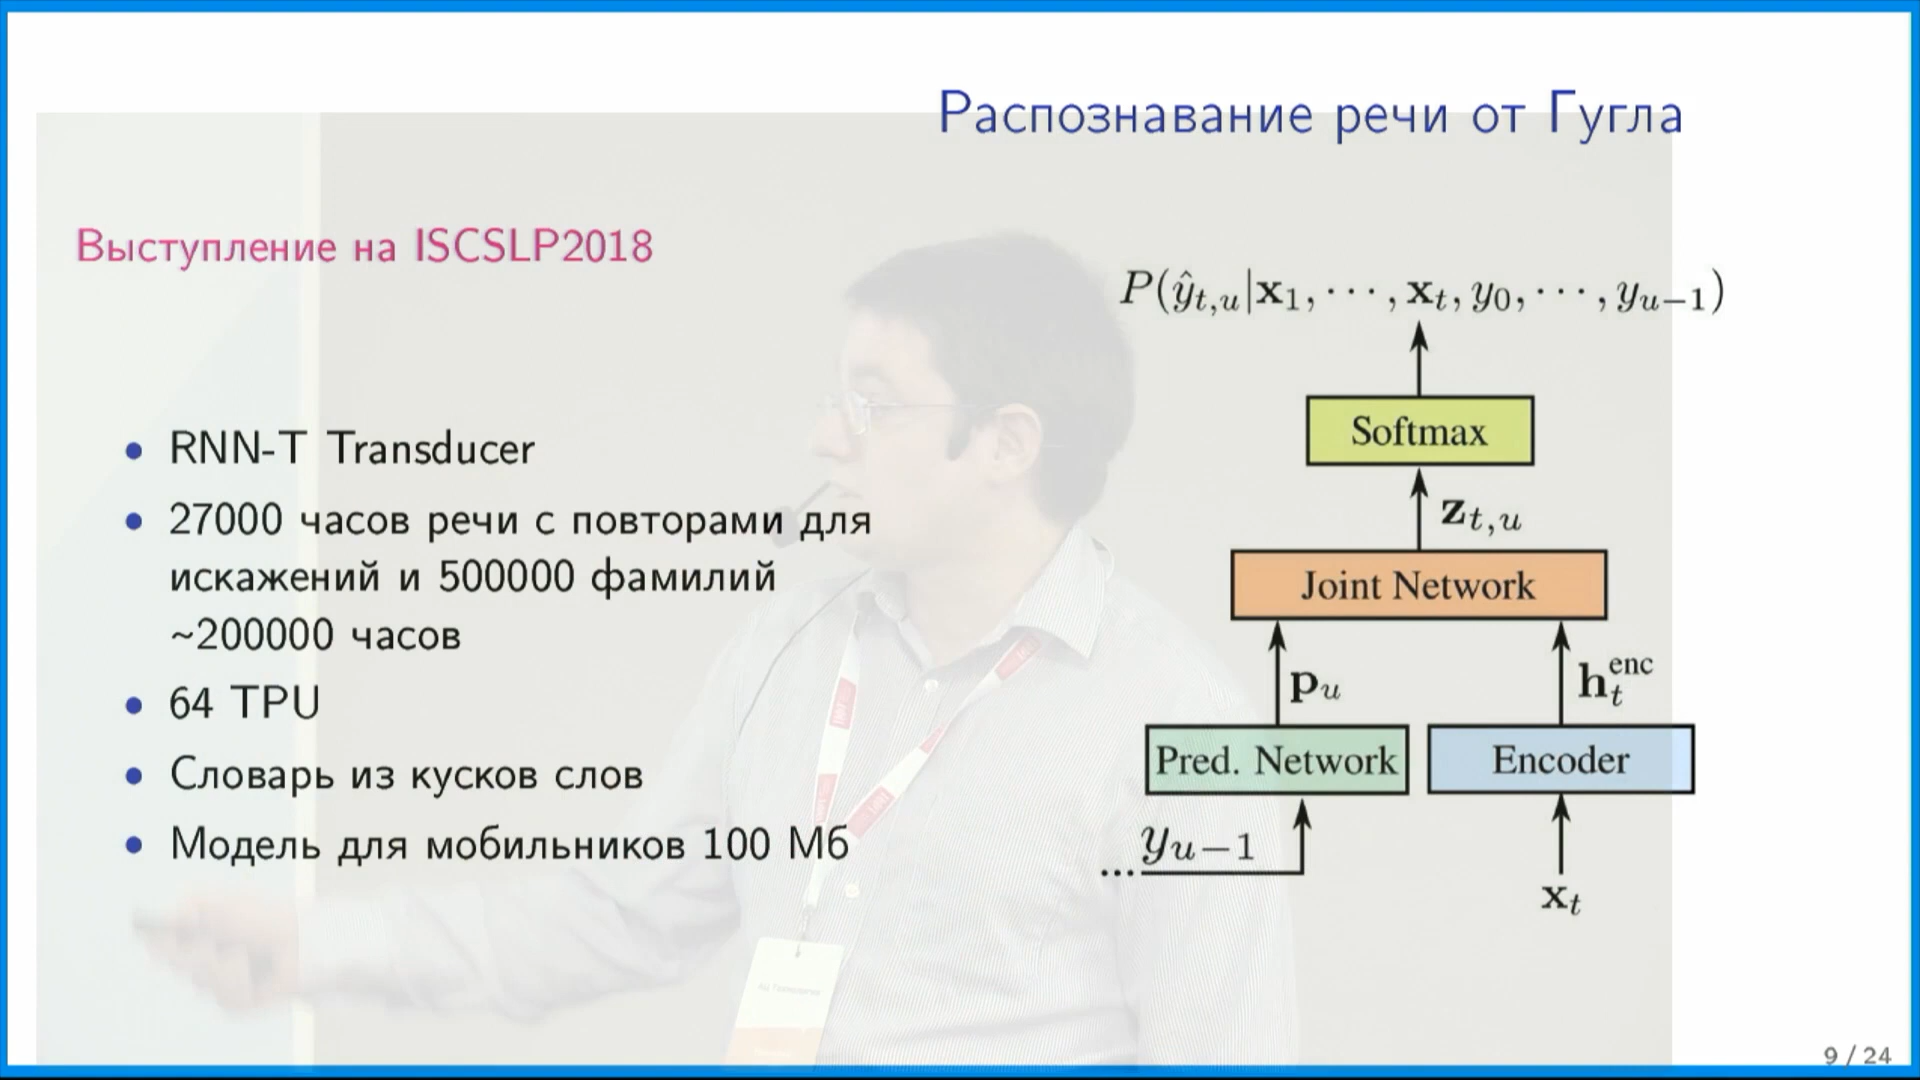 Распознавание речи от Гугла
Выступление на ISCSLP2018
• RNN-T Transducer
• 27000 часов речи с повторами для
искажений и 500000 фамилий
~200000 часов
• 64 TPU
• Словарь из кусков слов
• Модель для мобильников 100 Мб
P(ŷ_{t,u}|x_1, ⋯, x_t, y_0, ⋯, y_{u−1})
Softmax
z_{t,u}
Joint Network
p_u
h_t^{enc}
Pred. Network
Encoder
... y_{u−1}
x_t
9 / 24